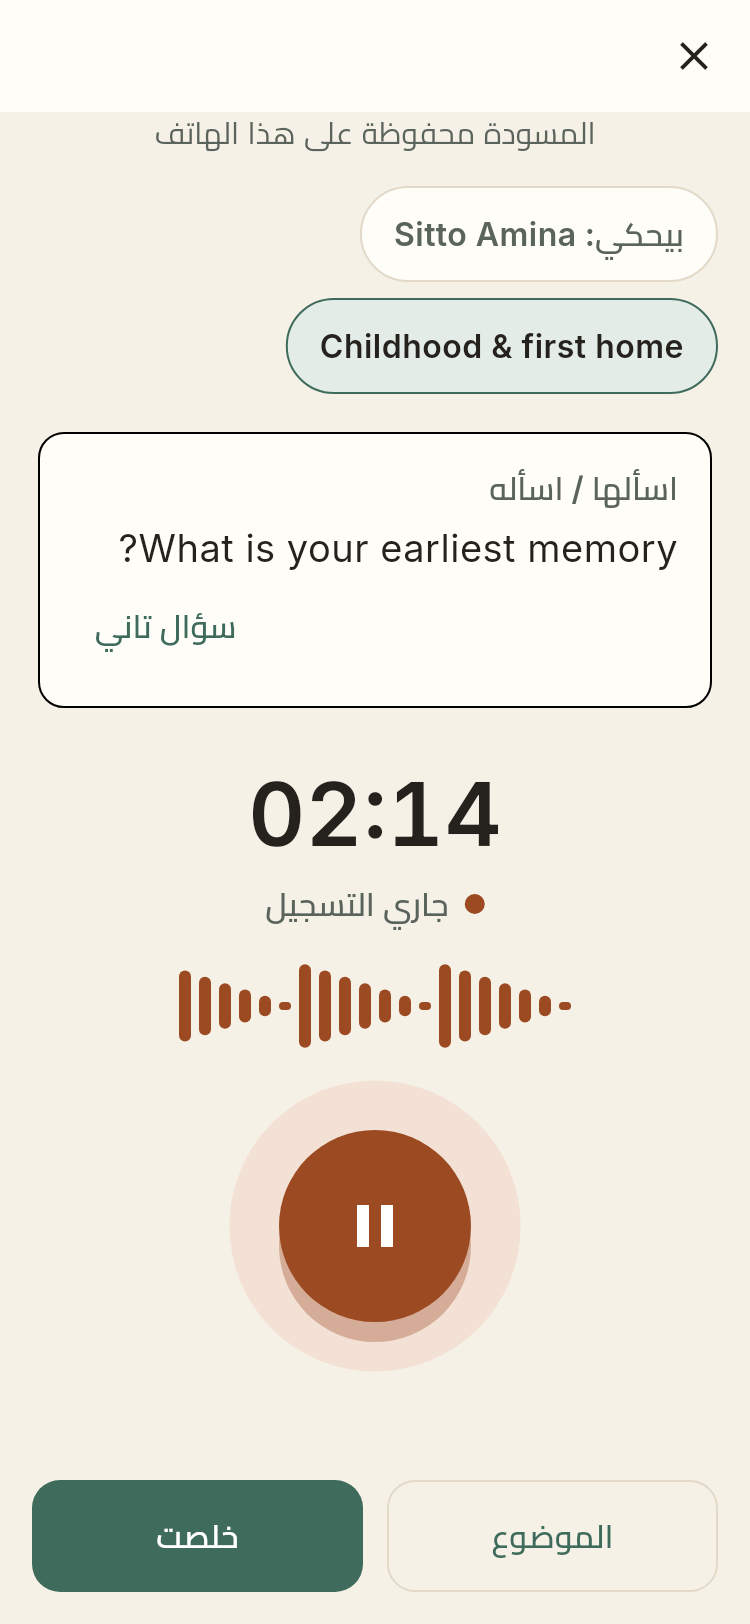 المسودة محفوظة على هذا الهاتف
بيحكي: Sitto Amina
Childhood & first home
اسألها / اسأله
What is your earliest memory?
سؤال تاني
02:14
جاري التسجيل
الموضوع
خلصت